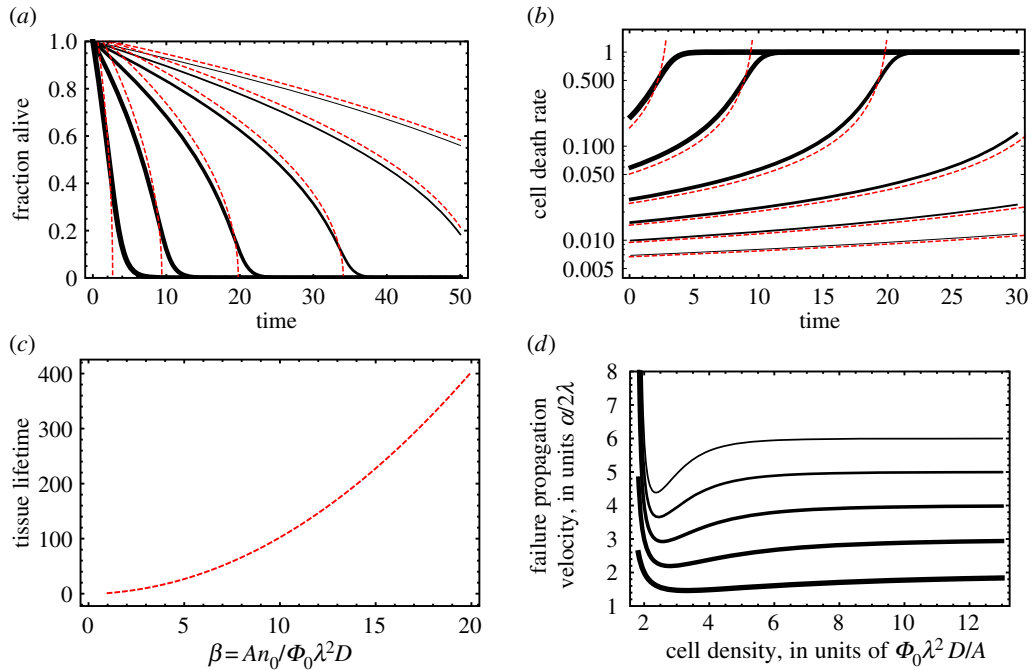 (a)
1.0
0.8
0.6
0.4
0.2
0
fraction alive
0 10 20 30 40 50
time
(b)
1
0.500
0.100
0.050
0.010
0.005
cell death rate
0 5 10 15 20 25 30
time
(c)
400
300
200
100
0
tissue lifetime
0 5 10 15 20
β = An₀/Φ₀λ²D
(d)
8
7
6
5
4
3
2
1
failure propagation
velocity, in units α/2λ
2 4 6 8 10 12
cell density, in units of Φ₀λ² D/A